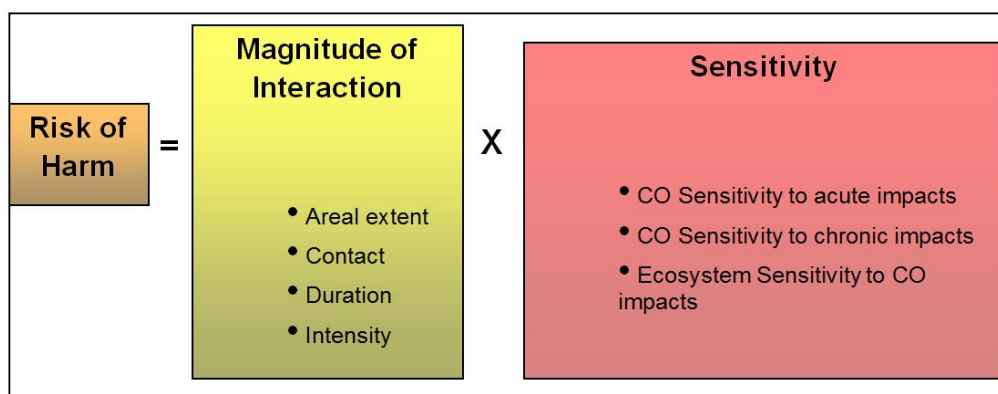 Risk of
Harm
=
Magnitude of
Interaction
• Areal extent
• Contact
• Duration
• Intensity
X
Sensitivity
• CO Sensitivity to acute impacts
• CO Sensitivity to chronic impacts
• Ecosystem Sensitivity to CO
impacts